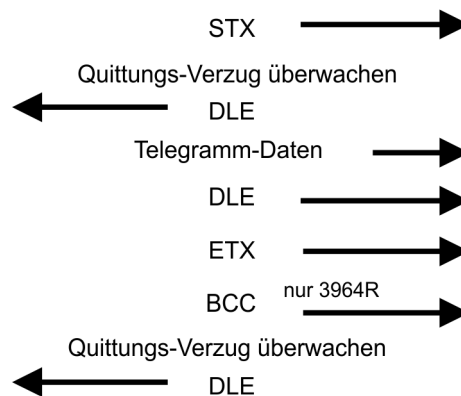 STX
Quittungs-Verzug überwachen
DLE
Telegramm-Daten
DLE
ETX
BCC nur 3964R
Quittungs-Verzug überwachen
DLE